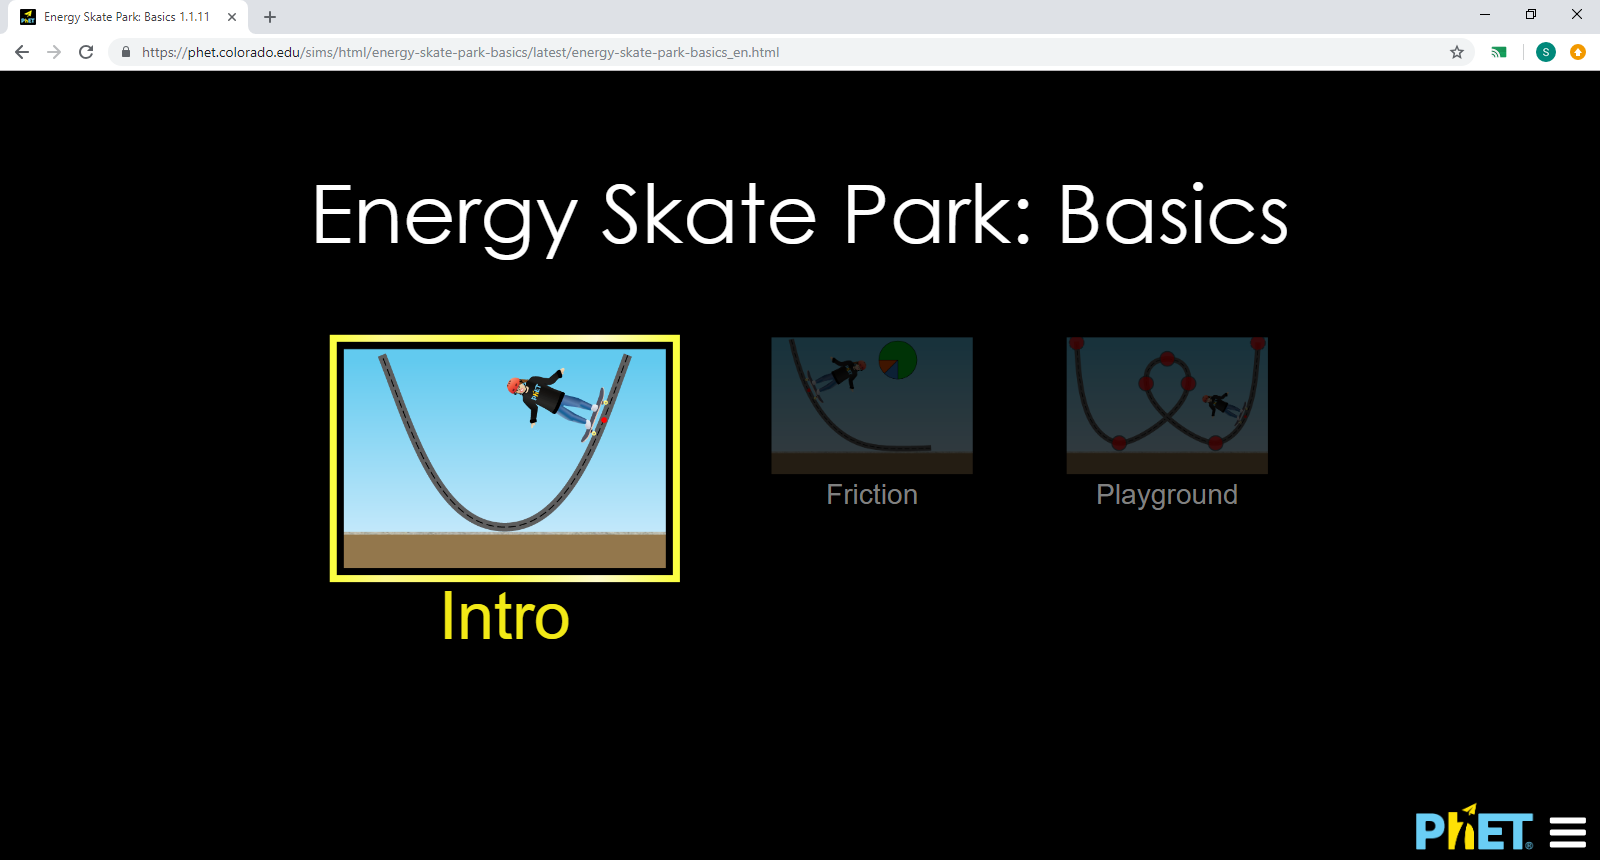 Energy Skate Park: Basics 1.1.11
https://phet.colorado.edu/sims/html/energy-skate-park-basics/latest/energy-skate-park-basics_en.html
S
Energy Skate Park: Basics
PhET
Intro
Friction
Playground
PhET®